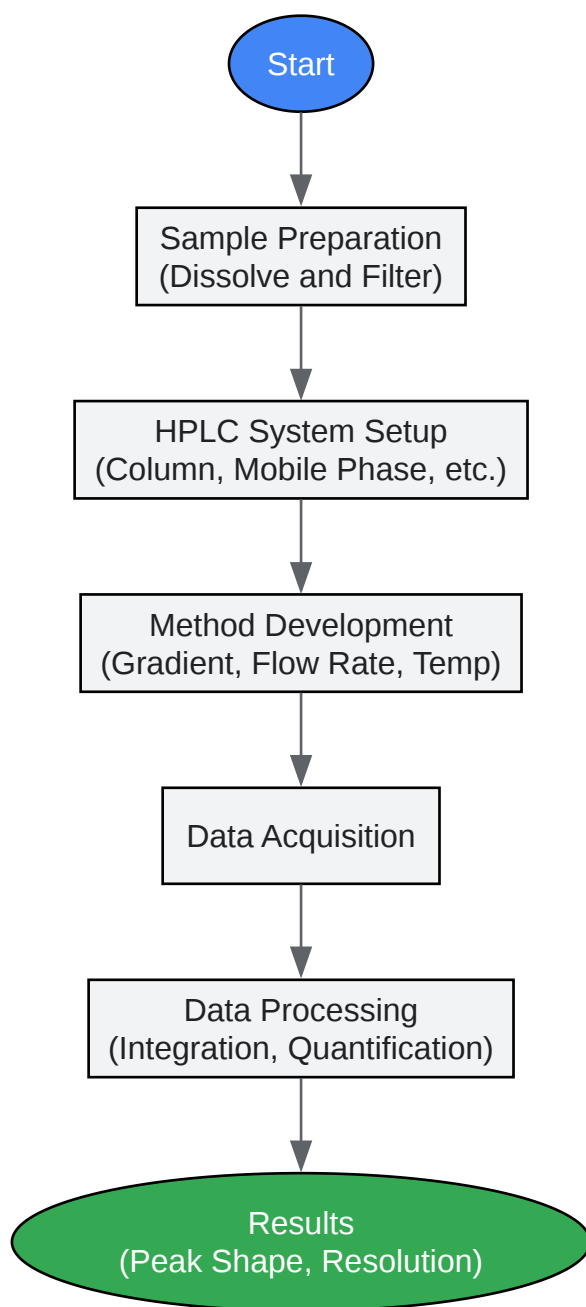 Start
Sample Preparation
(Dissolve and Filter)
HPLC System Setup
(Column, Mobile Phase, etc.)
Method Development
(Gradient, Flow Rate, Temp)
Data Acquisition
Data Processing
(Integration, Quantification)
Results
(Peak Shape, Resolution)